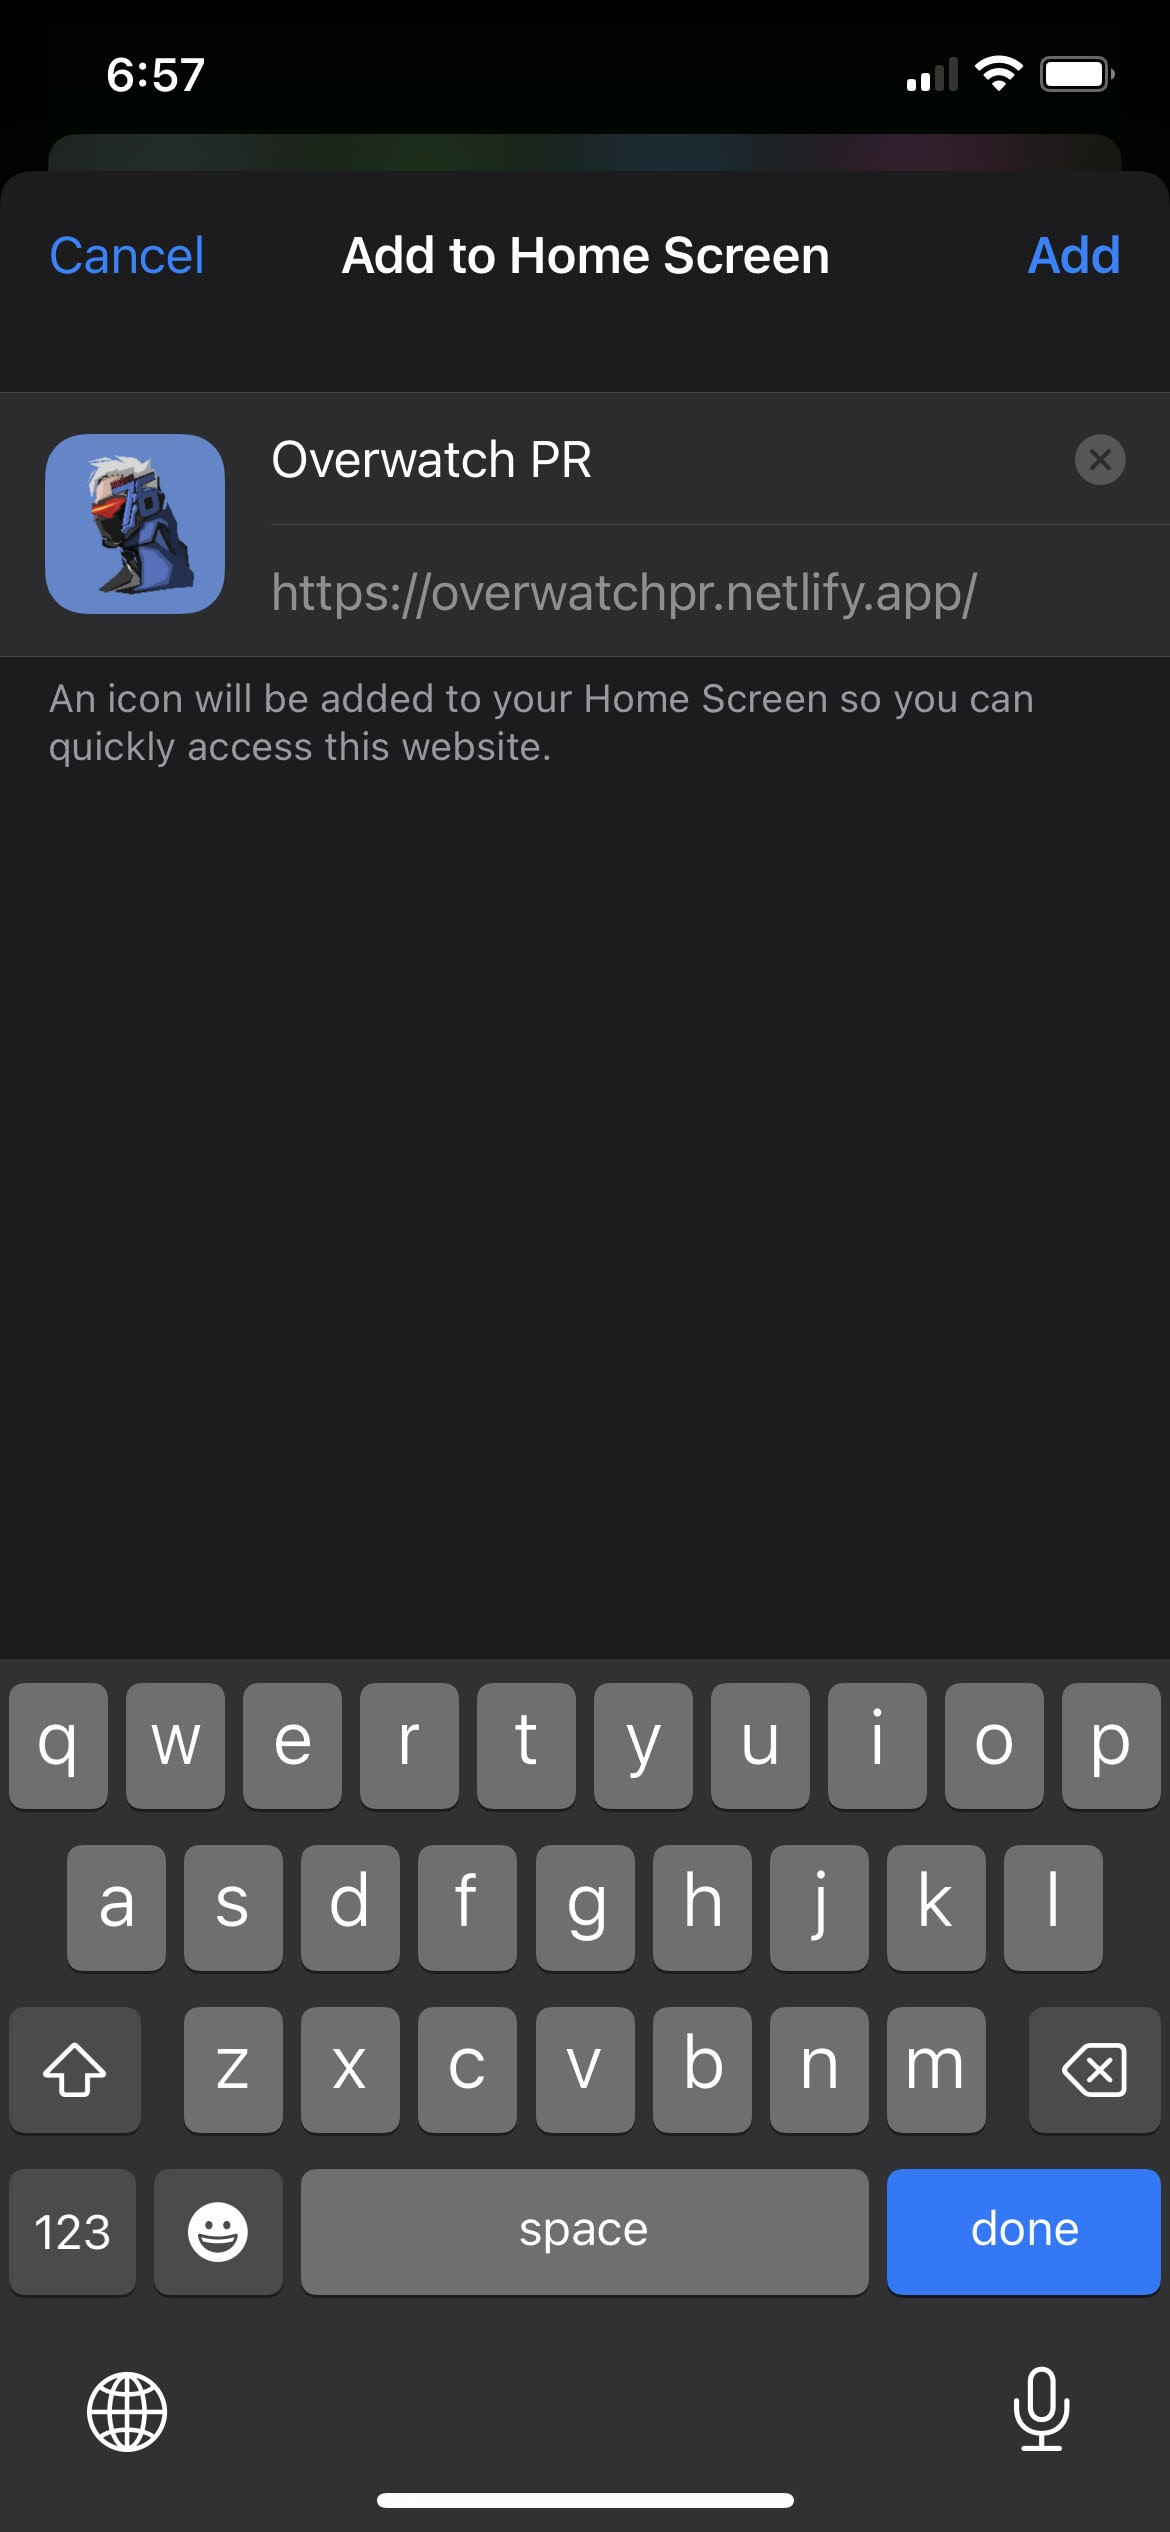 6:57
Cancel
Add to Home Screen
Add
76
Overwatch PR
https://overwatchpr.netlify.app/
An icon will be added to your Home Screen so you can
quickly access this website.
q w e r t y u i o p
a s d f g h j k l
z x c v b n m
123
space
done